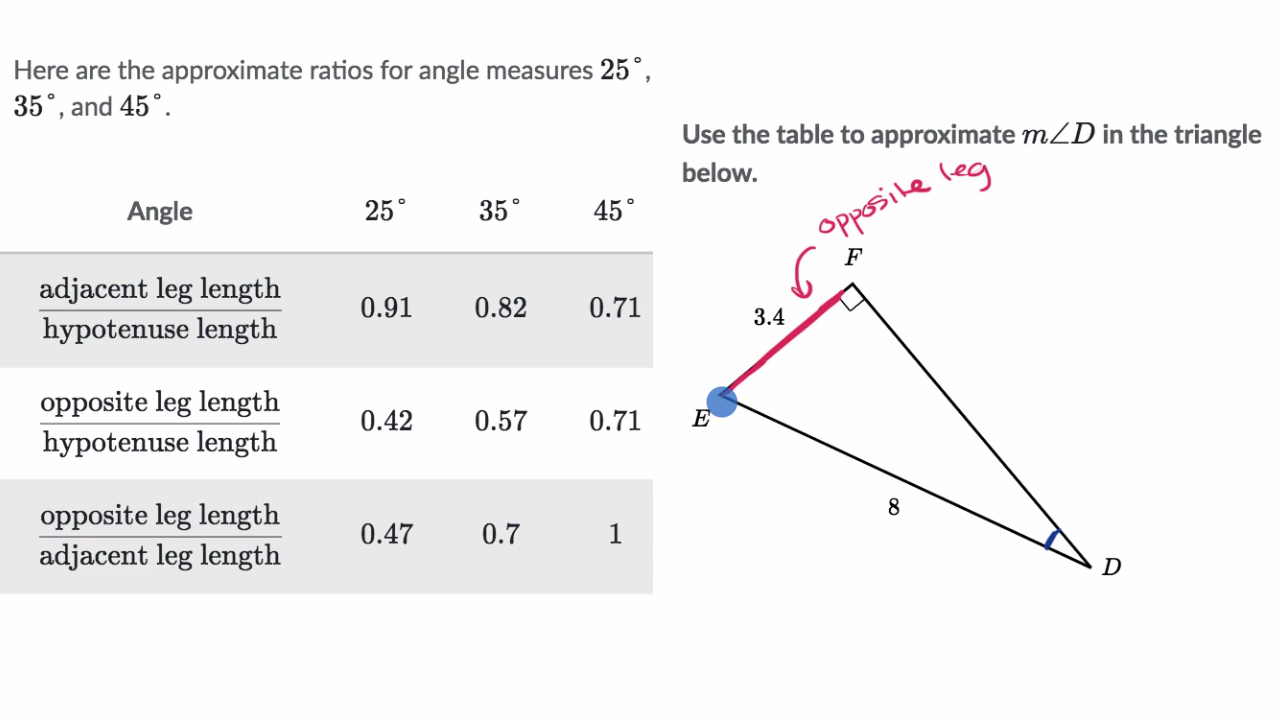 Here are the approximate ratios for angle measures 25°,
35°, and 45°.
Angle 25° 35° 45°
adjacent leg length
hypotenuse length
0.91 0.82 0.71
opposite leg length
hypotenuse length
0.42 0.57 0.71
opposite leg length
adjacent leg length
0.47 0.7 1
Use the table to approximate m∠D in the triangle
below.
opposite leg
F
3.4
E
8
D